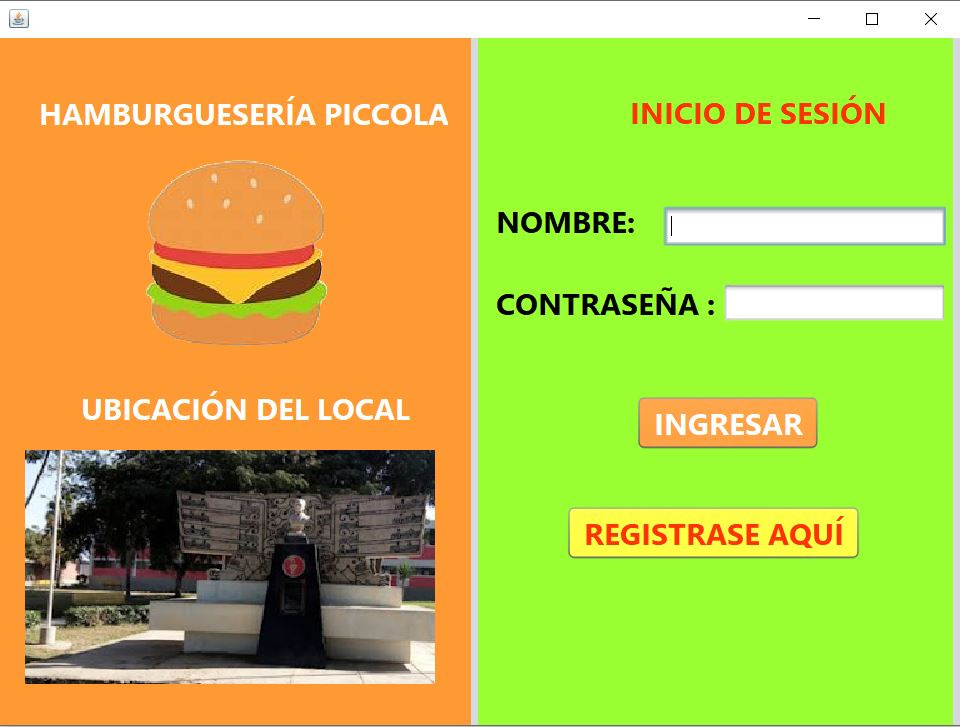 HAMBURGUESERÍA PICCOLA
UBICACIÓN DEL LOCAL
INICIO DE SESIÓN
NOMBRE:
CONTRASEÑA :
INGRESAR
REGISTRASE AQUÍ